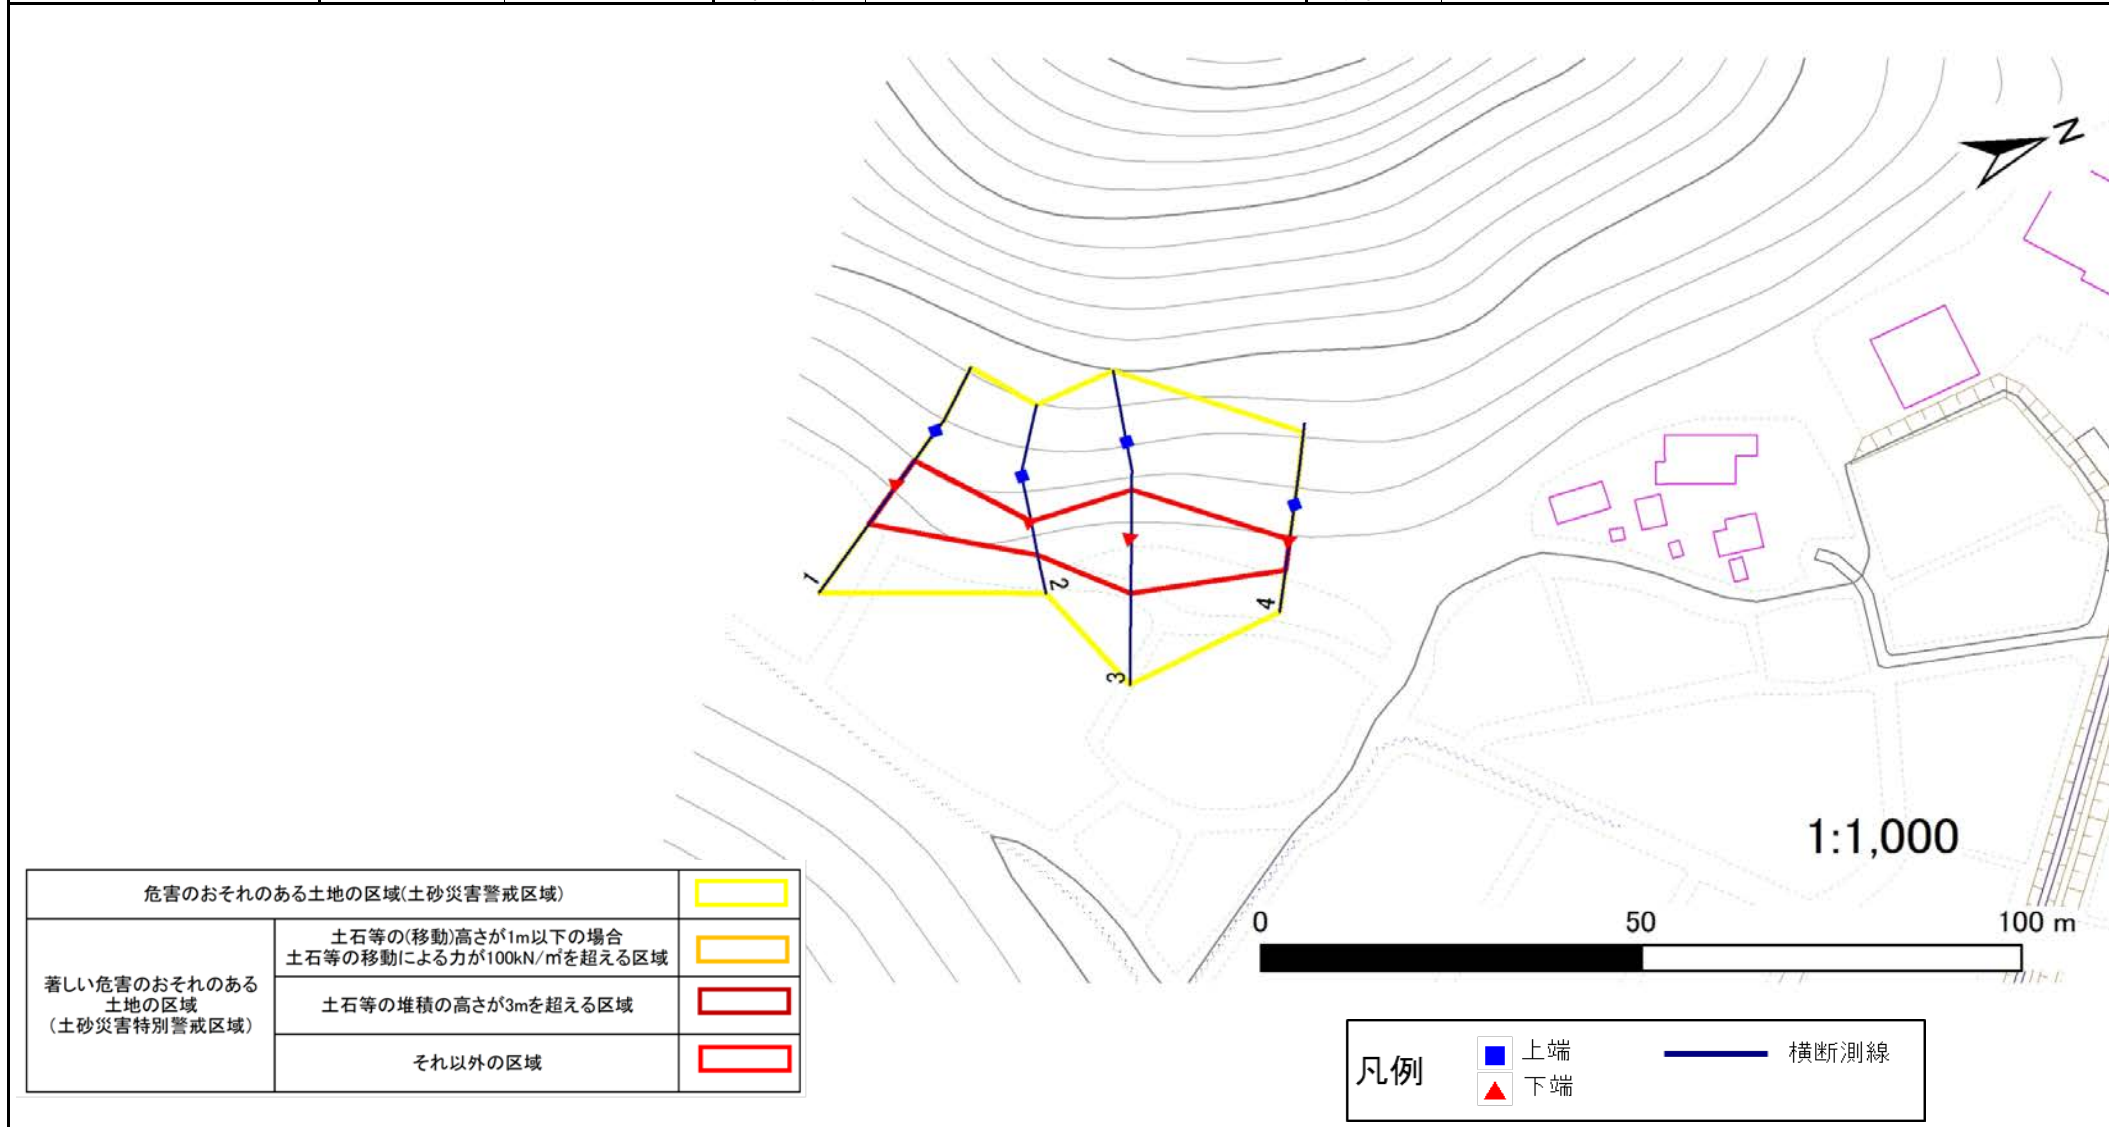 N
1
2
3
4
1:1,000
0 50 100 m
危害のおそれのある土地の区域(土砂災害警戒区域)
著しい危害のおそれのある
土地の区域
(土砂災害特別警戒区域)
土石等の(移動)高さが1m以下の場合
土石等の移動による力が100kN/㎡を超える区域
土石等の堆積の高さが3mを超える区域
それ以外の区域
凡例
上端
下端
横断測線